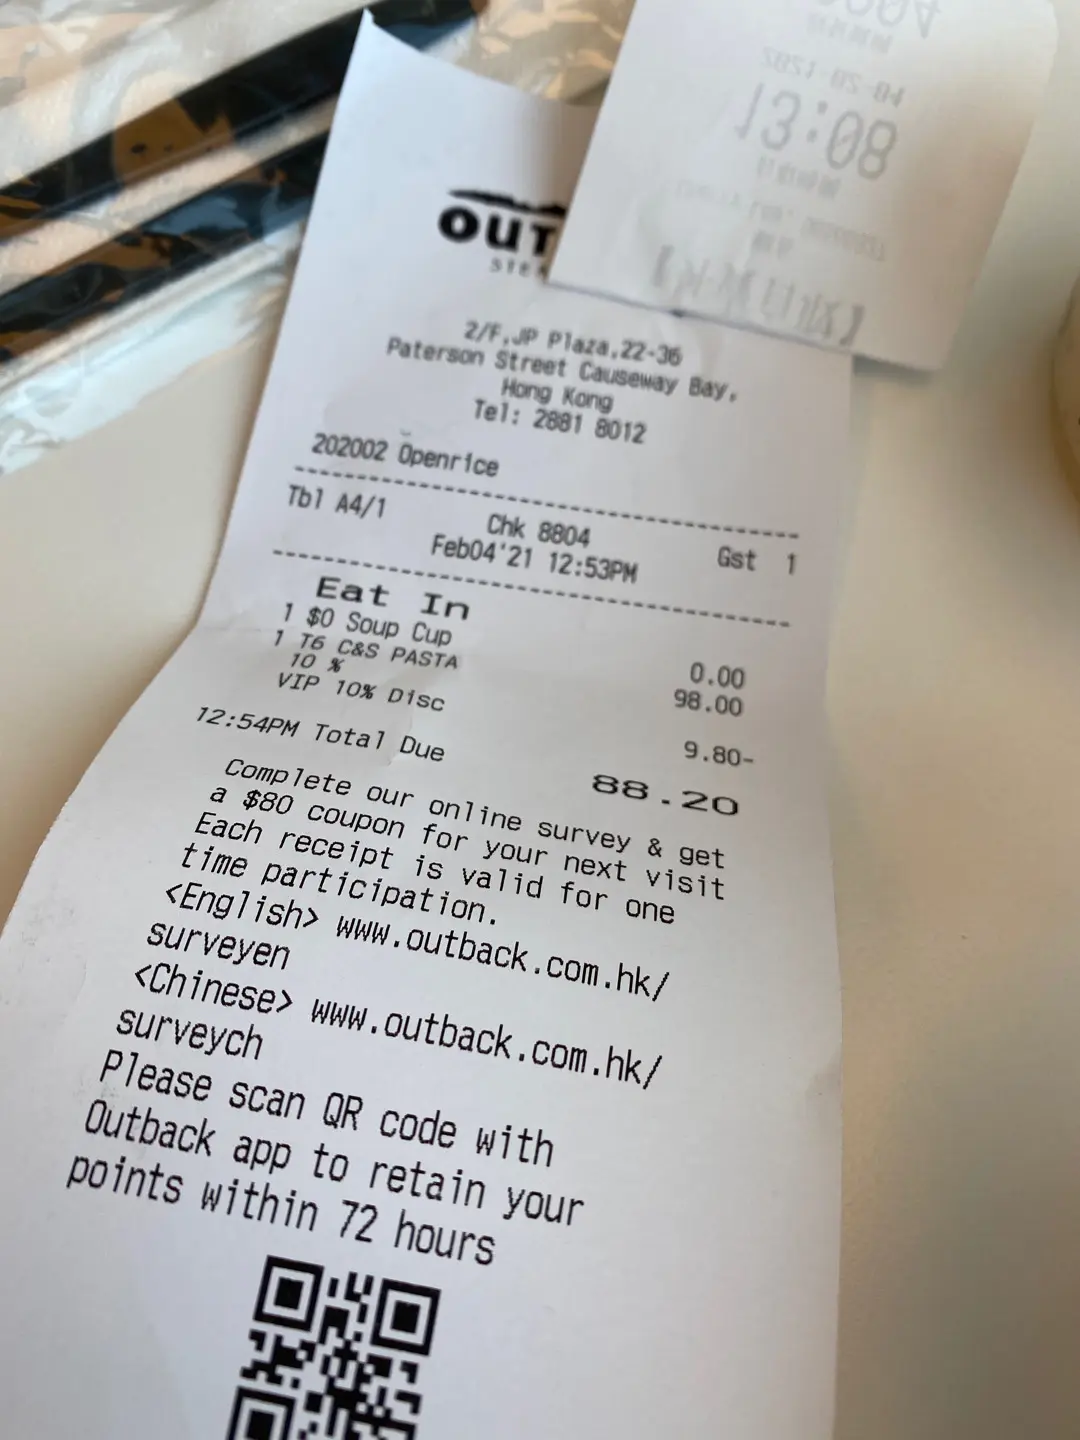 OUT
2/F,JP Plaza,22-36
Paterson Street Causeway Bay,
Hong Kong
Tel: 2881 8012
202002 Openrice
Tbl A4/1 Chk 8804 Gst 1
Feb04'21 12:53PM
Eat In
1 $0 Soup Cup 0.00
1 T6 C&S PASTA 98.00
10 %
VIP 10% Disc 9.80-
12:54PM Total Due 88.20
Complete our online survey & get
a $80 coupon for your next visit
Each receipt is valid for one
time participation.
<English> www.outback.com.hk/
surveyen
<Chinese> www.outback.com.hk/
surveych
Please scan QR code with
Outback app to retain your
points within 72 hours
13:08